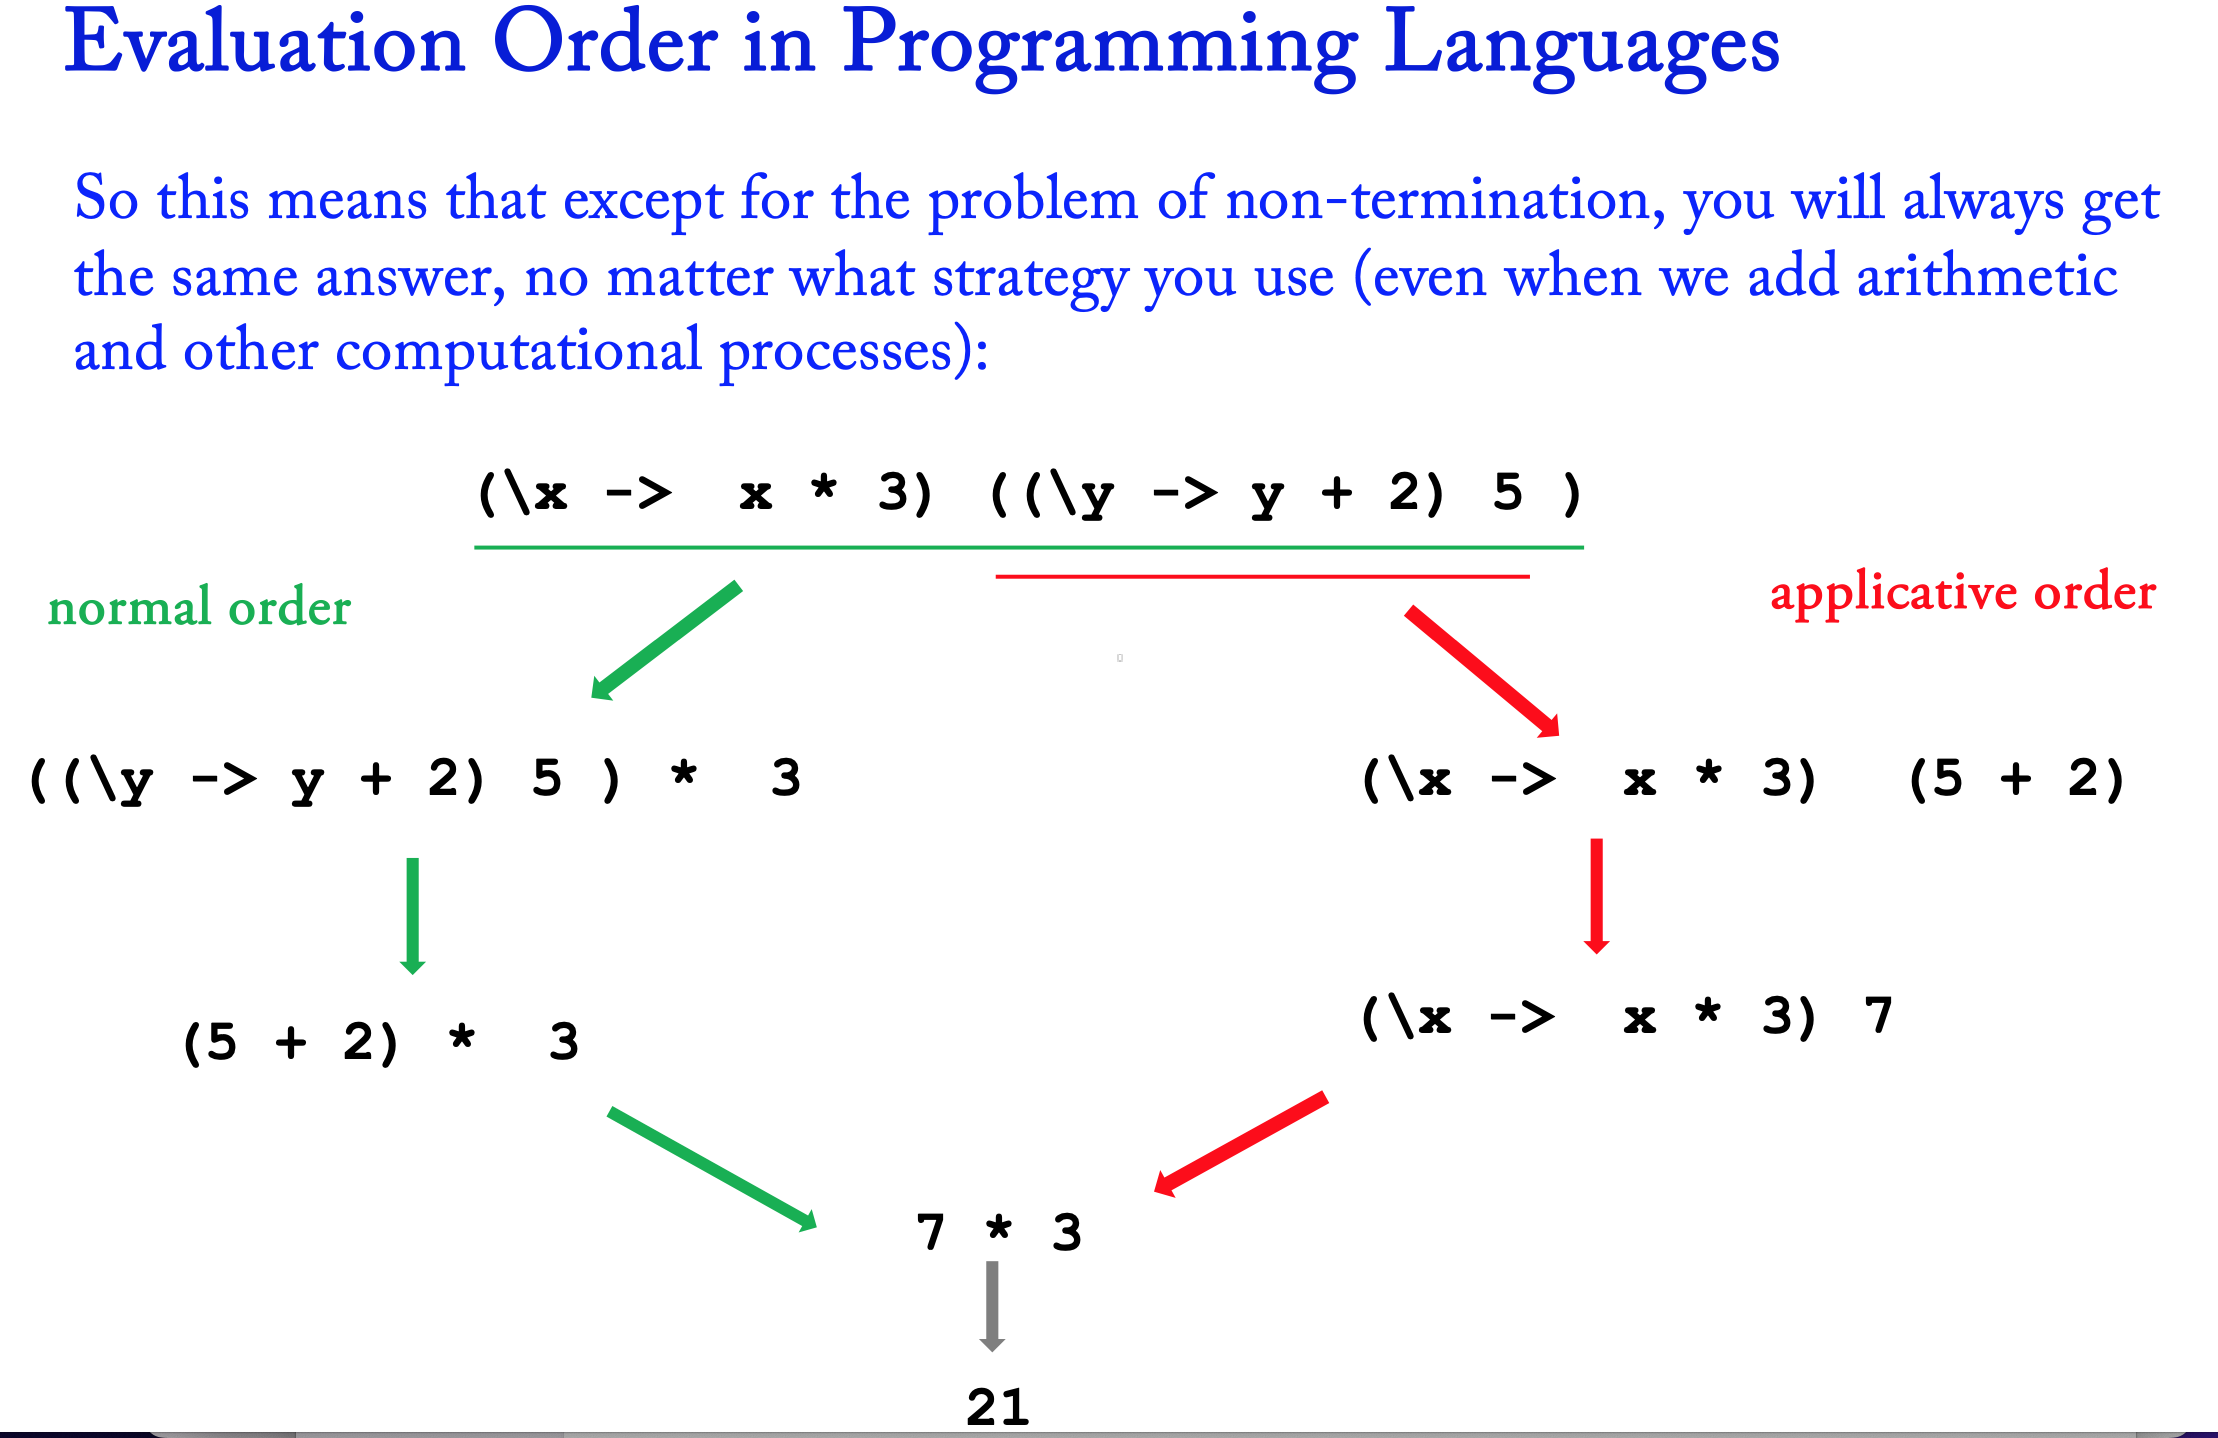 Evaluation Order in Programming Languages
So this means that except for the problem of non-termination, you will always get
the same answer, no matter what strategy you use (even when we add arithmetic
and other computational processes):
(\x ->  x * 3) ((\y -> y + 2) 5 )
normal order
applicative order
((\y -> y + 2) 5 ) *  3
(\x ->  x * 3)  (5 + 2)
(5 + 2) *  3
(\x ->  x * 3) 7
7 * 3
21